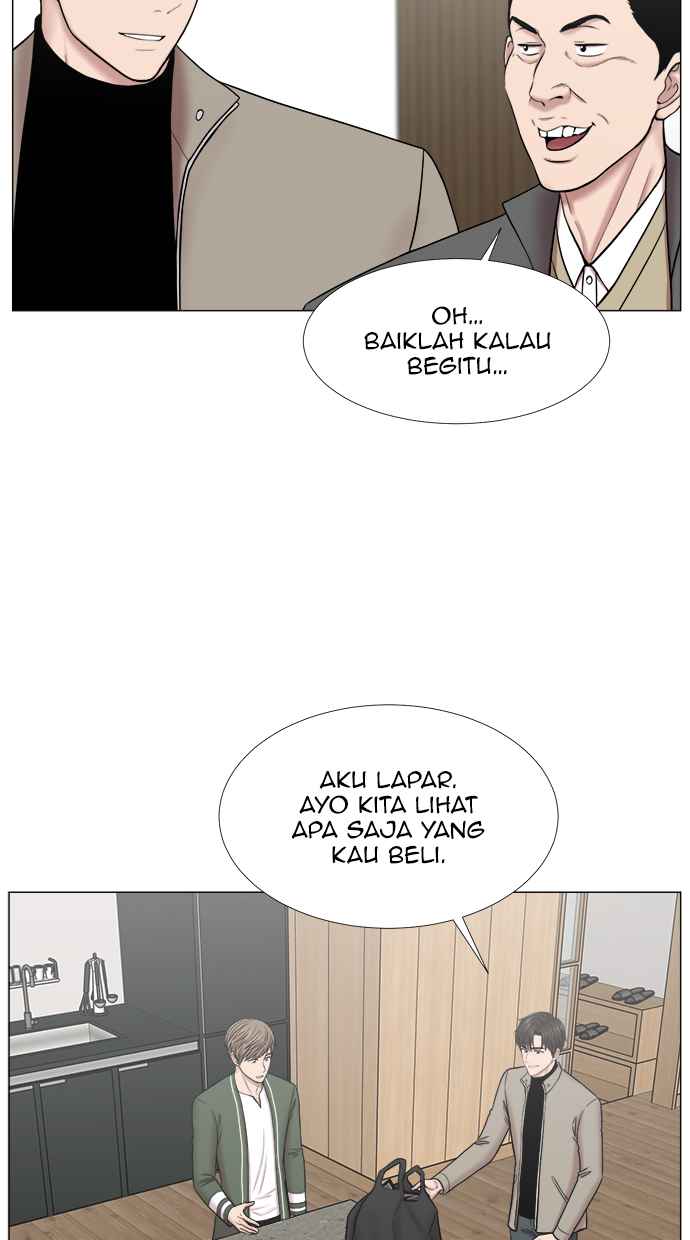 OH...
BAIKLAH KALAU
BEGITU...
AKU LAPAR.
AYO KITA LIHAT
APA SAJA YANG
KAU BELI.